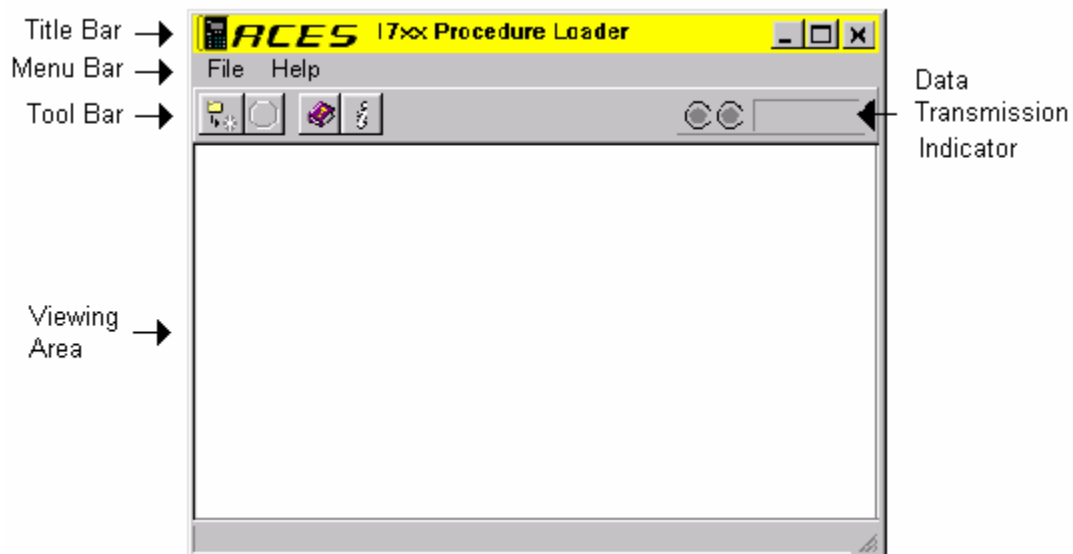 Title Bar
ACES 17xx Procedure Loader
Menu Bar
File Help
Tool Bar
Data
Transmission
Indicator
Viewing
Area